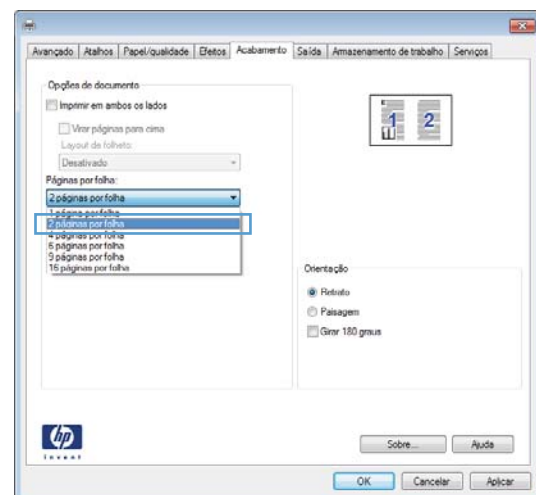 Avançado Atalhos Papel/qualidade Efeitos Acabamento Saída Armazenamento de trabalho Serviços
Opções de documento
Imprimir em ambos os lados
Virar páginas para cima
Layout de folheto:
Desativado
Páginas por folha:
2 páginas por folha
1 página por folha
2 páginas por folha
4 páginas por folha
6 páginas por folha
9 páginas por folha
16 páginas por folha
1 2
Orientação
Retrato
Paisagem
Girar 180 graus
hp
invent
Sobre... Ajuda
OK Cancelar Aplicar